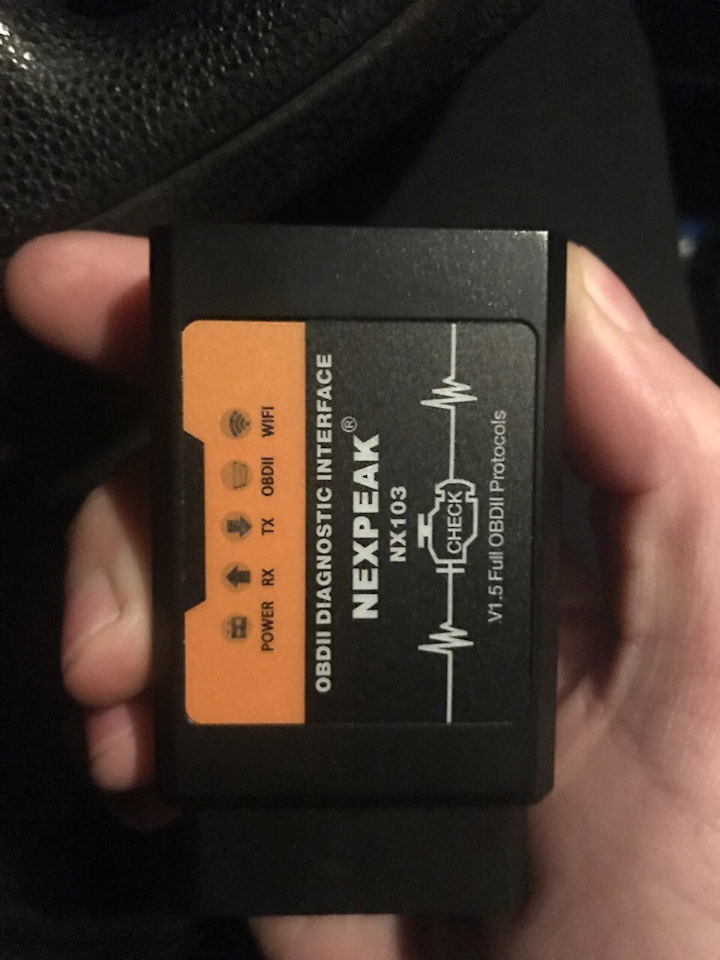 POWER RX TX OBDII WIFI
OBDII DIAGNOSTIC INTERFACE
NEXPEAK®
NX103
CHECK
V1.5 Full OBDII Protocols